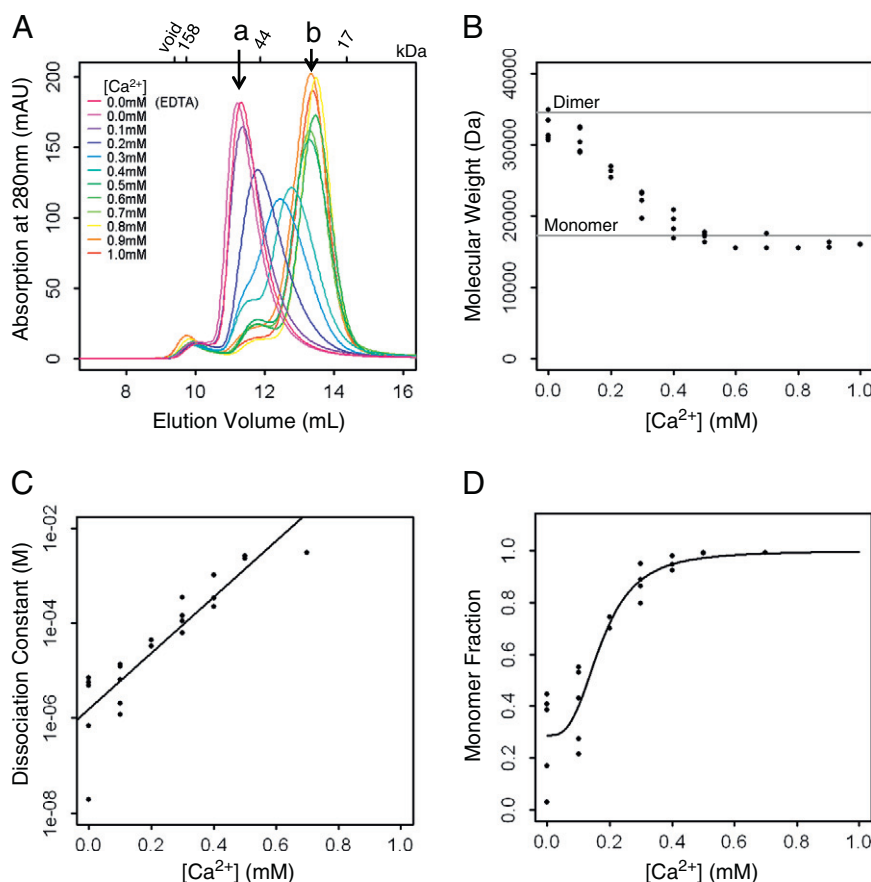 A
void
158
a
44
b
17
kDa
Absorption at 280nm (mAU)
200
150
100
50
0
[Ca²⁺]
0.0mM (EDTA)
0.0mM
0.1mM
0.2mM
0.3mM
0.4mM
0.5mM
0.6mM
0.7mM
0.8mM
0.9mM
1.0mM
8 10 12 14 16
Elution Volume (mL)
B
Molecular Weight (Da)
40000
30000
20000
10000
0
Dimer
Monomer
0.0 0.2 0.4 0.6 0.8 1.0
[Ca²⁺] (mM)
C
Dissociation Constant (M)
1e-02
1e-04
1e-06
1e-08
0.0 0.2 0.4 0.6 0.8 1.0
[Ca²⁺] (mM)
D
Monomer Fraction
1.0
0.8
0.6
0.4
0.2
0.0
0.0 0.2 0.4 0.6 0.8 1.0
[Ca²⁺] (mM)